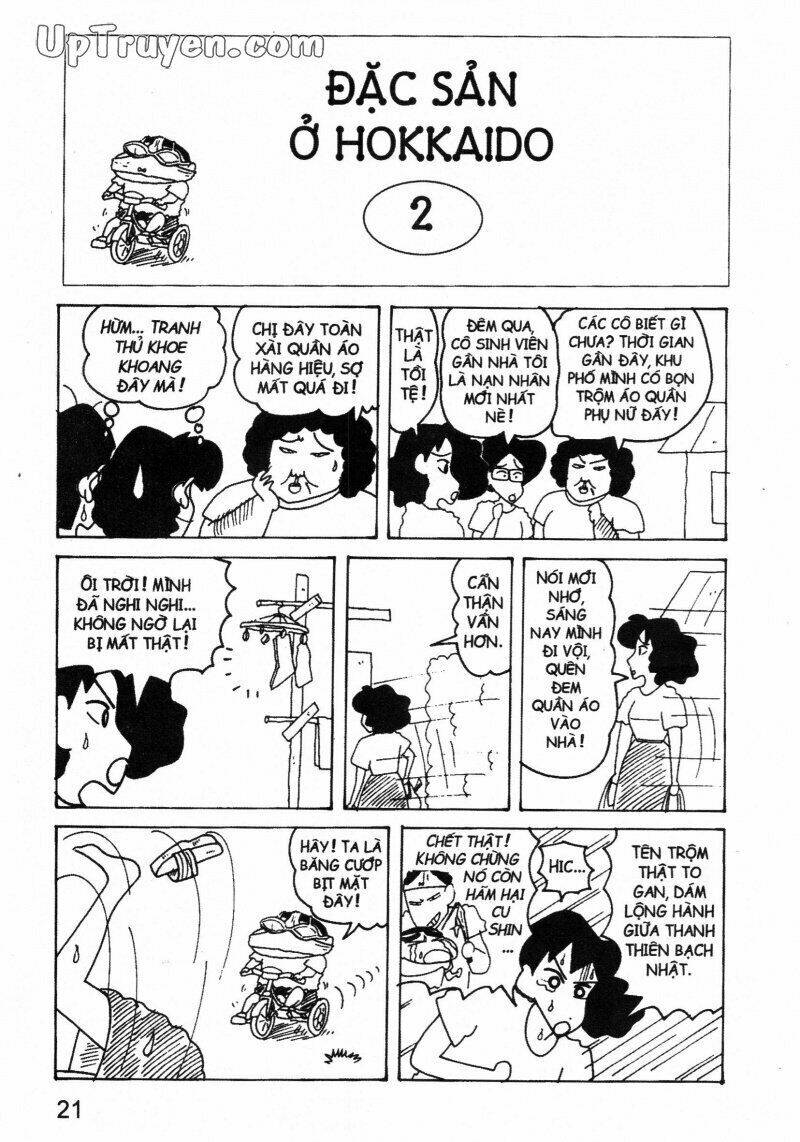 UpTruyen.com
ĐẶC SẢN
Ở HOKKAIDO
2
CÁC CÔ BIẾT GÌ
CHƯA? THỜI GIAN
GẦN ĐÂY, KHU
PHỐ MÌNH CÓ BỌN
TRỘM ÁO QUẦN
PHỤ NỮ ĐẤY!
ĐÊM QUA,
CÔ SINH VIÊN
GẦN NHÀ TÔI
LÀ NẠN NHÂN
MỚI NHẤT
NÈ!
THẬT
LÀ
TỒI
TỆ!
CHỊ ĐÂY TOÀN
XÀI QUẦN ÁO
HÀNG HIỆU, SỢ
MẤT QUÁ ĐI!
HỪM... TRANH
THỦ KHOE
KHOANG
ĐÂY MÀ!
NÓI MỚI
NHỚ,
SÁNG
NAY MÌNH
ĐI VỘI,
QUÊN
ĐEM
QUẦN ÁO
VÀO
NHÀ!
CẨN
THẬN
VẪN
HƠN.
ÔI TRỜI! MÌNH
ĐÃ NGHI NGHI...
KHÔNG NGỜ LẠI
BỊ MẤT THẬT!
TÊN TRỘM
THẬT TO
GAN, DÁM
LỘNG HÀNH
GIỮA THANH
THIÊN BẠCH
NHẬT.
HIC...
CHẾT THẬT!
KHÔNG CHỪNG
NÓ CÒN
HÃM HẠI
CU
SHIN
...
HÂY! TA LÀ
BĂNG CƯỚP
BỊT MẶT
ĐÂY!
21